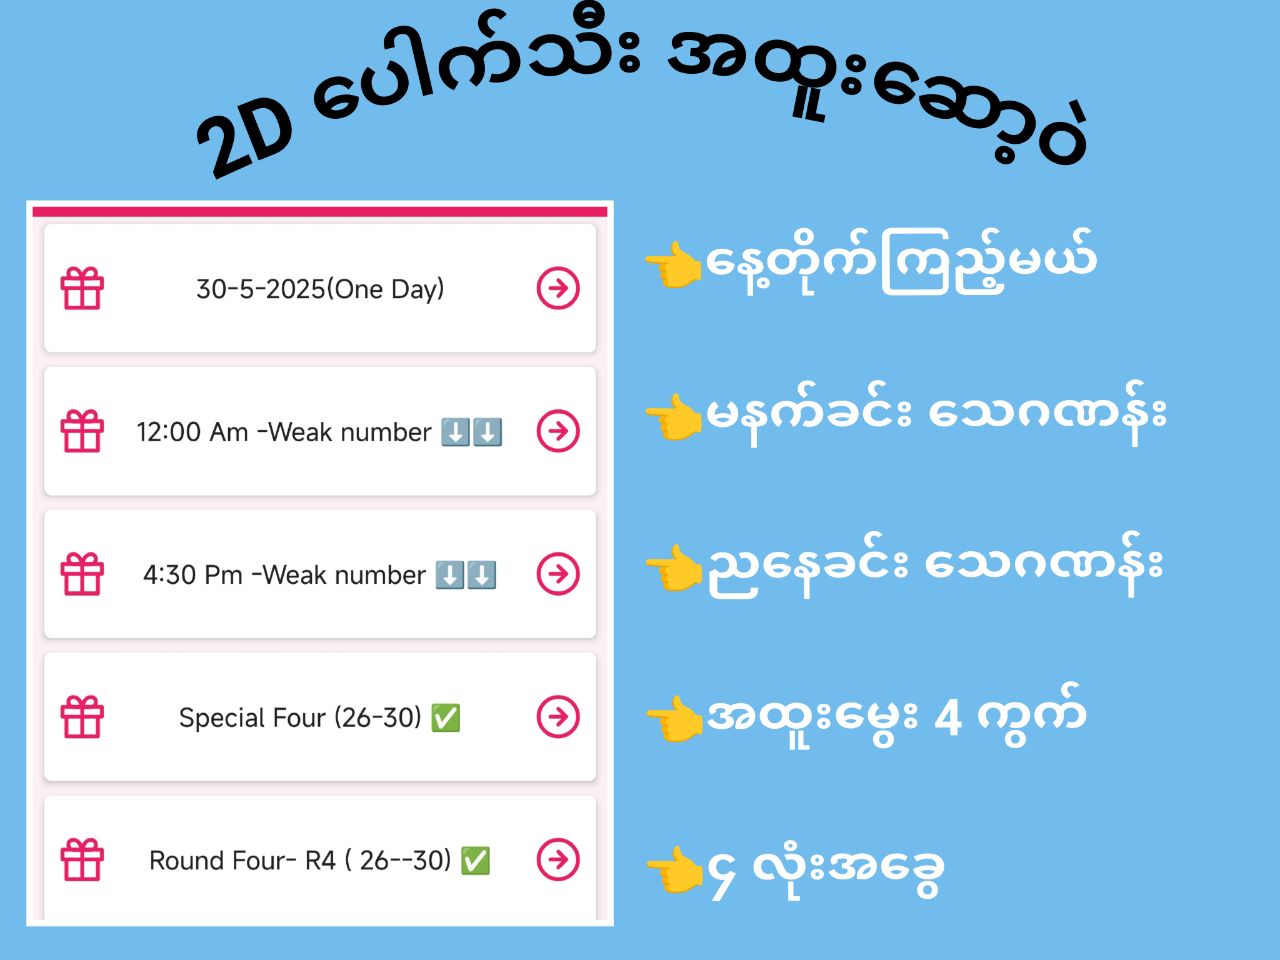 2D ပေါက်သီး အထူးဆော့ဝဲ
30-5-2025(One Day)
👈နေ့တိုက်ကြည့်မယ်
12:00 Am -Weak number ⬇️⬇️
👈မနက်ခင်း သေဂဏန်း
4:30 Pm -Weak number ⬇️⬇️
👈ညနေခင်း သေဂဏန်း
Special Four (26-30) ✅
👈အထူးမွေး 4 ကွက်
Round Four- R4 ( 26--30) ✅
👈၄ လုံးအခွေ